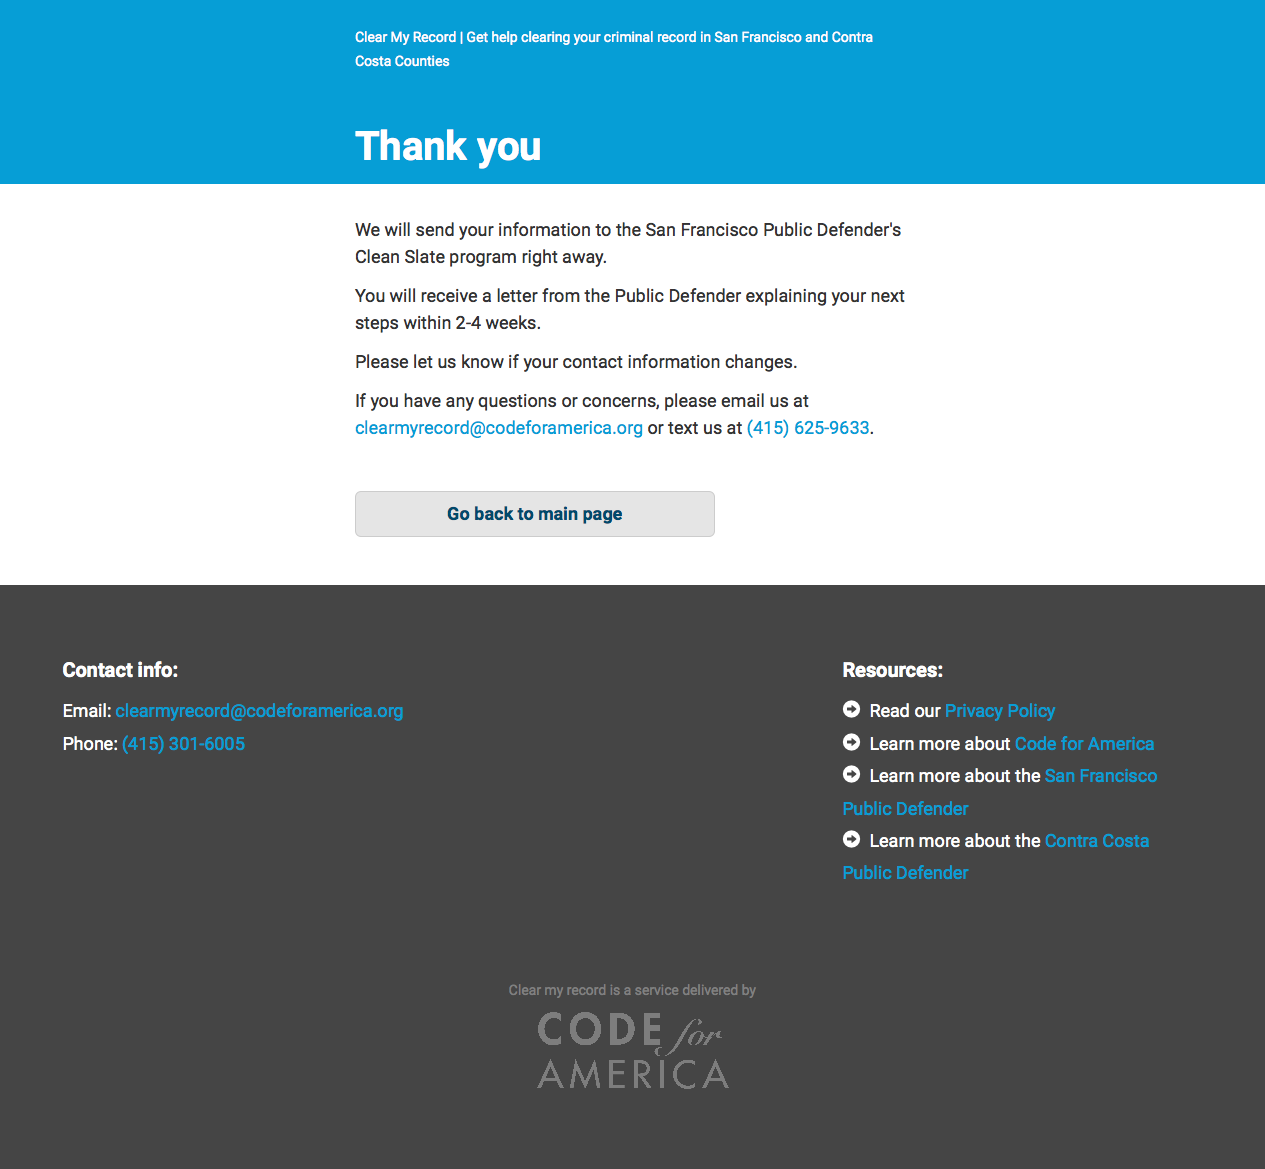 Clear My Record | Get help clearing your criminal record in San Francisco and Contra
Costa Counties
Thank you
We will send your information to the San Francisco Public Defender's
Clean Slate program right away.
You will receive a letter from the Public Defender explaining your next
steps within 2-4 weeks.
Please let us know if your contact information changes.
If you have any questions or concerns, please email us at
clearmyrecord@codeforamerica.org or text us at (415) 625-9633.
Go back to main page
Contact info:
Email: clearmyrecord@codeforamerica.org
Phone: (415) 301-6005
Resources:
Read our Privacy Policy
Learn more about Code for America
Learn more about the San Francisco
Public Defender
Learn more about the Contra Costa
Public Defender
Clear my record is a service delivered by
CODE for
AMERICA